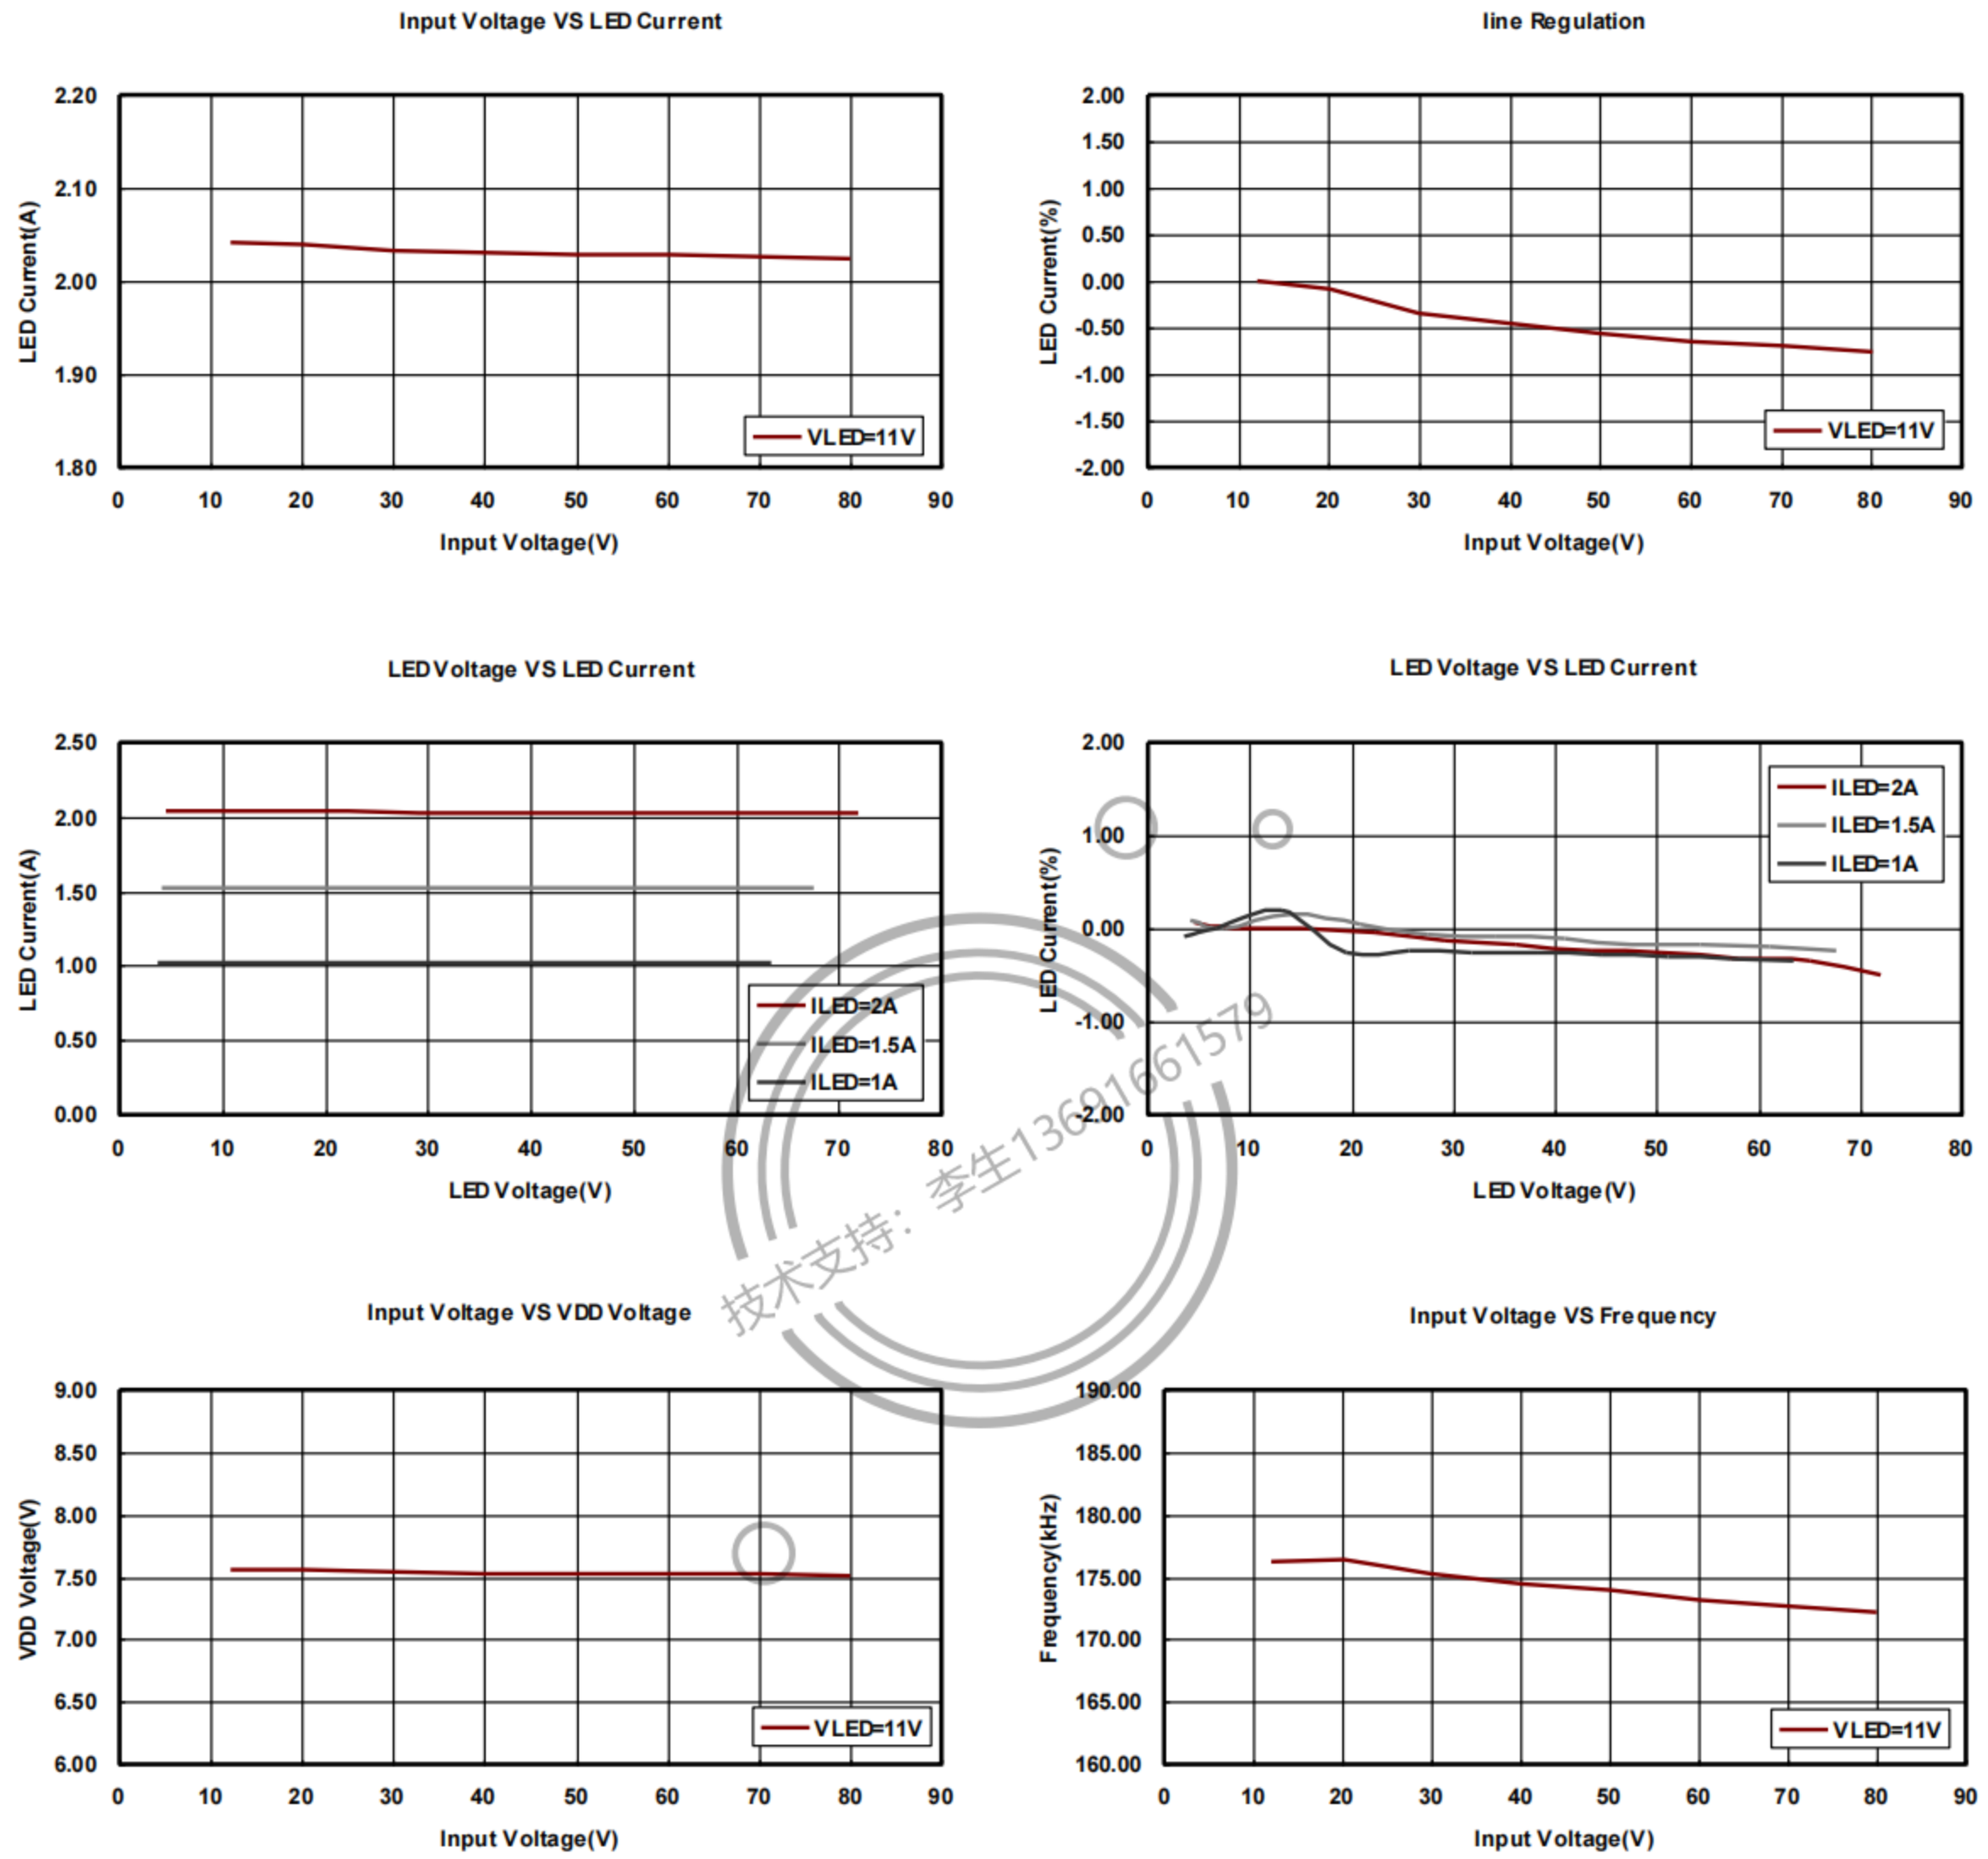 Input Voltage VS LED Current
2.20
2.10
2.00
1.90
1.80
LED Current(A)
0 10 20 30 40 50 60 70 80 90
Input Voltage(V)
VLED=11V
line Regulation
2.00
1.50
1.00
0.50
0.00
-0.50
-1.00
-1.50
-2.00
LED Current(%)
0 10 20 30 40 50 60 70 80 90
Input Voltage(V)
VLED=11V
LED Voltage VS LED Current
2.50
2.00
1.50
1.00
0.50
0.00
LED Current(A)
0 10 20 30 40 50 60 70 80
LED Voltage(V)
ILED=2A
ILED=1.5A
ILED=1A
LED Voltage VS LED Current
2.00
1.00
0.00
-1.00
-2.00
LED Current(%)
0 10 20 30 40 50 60 70 80
LED Voltage(V)
ILED=2A
ILED=1.5A
ILED=1A
技术支持：李生13691661579
Input Voltage VS VDD Voltage
9.00
8.50
8.00
7.50
7.00
6.50
6.00
VDD Voltage(V)
0 10 20 30 40 50 60 70 80 90
Input Voltage(V)
VLED=11V
Input Voltage VS Frequency
190.00
185.00
180.00
175.00
170.00
165.00
160.00
Frequency(kHz)
0 10 20 30 40 50 60 70 80 90
Input Voltage(V)
VLED=11V